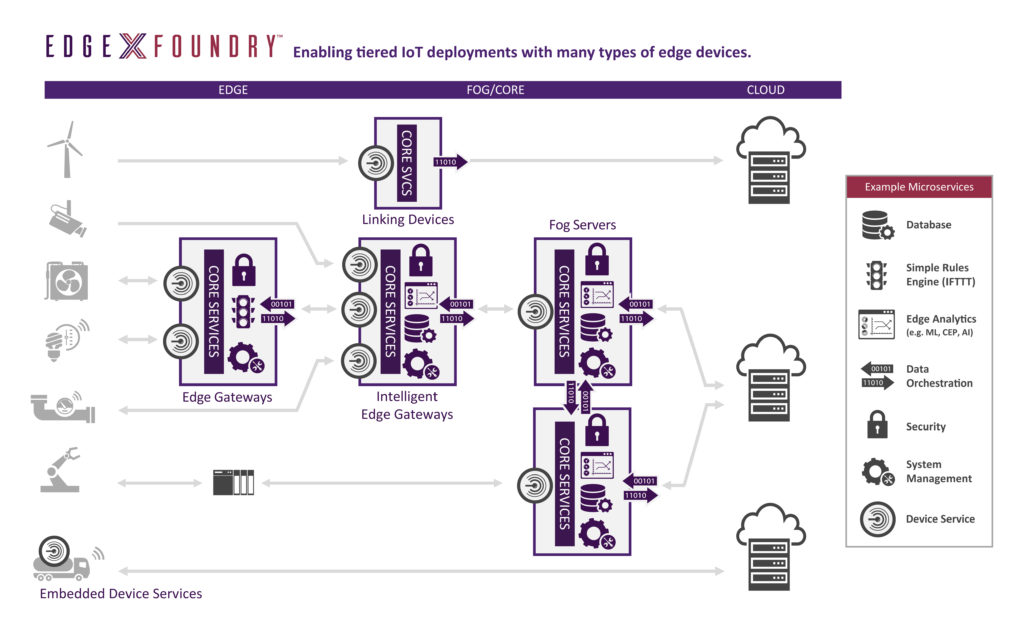 EDGE X FOUNDRY™ Enabling tiered IoT deployments with many types of edge devices.
EDGE FOG/CORE CLOUD
CORE SVCS
11010
Linking Devices
Fog Servers
CORE SERVICES
00101
11010
Edge Gateways
CORE SERVICES
00101
11010
Intelligent
Edge Gateways
CORE SERVICES
00101
11010
11010
00101
CORE SERVICES
00101
11010
Embedded Device Services
Example Microservices
Database
Simple Rules
Engine (IFTTT)
Edge Analytics
(e.g. ML, CEP, AI)
00101
11010
Data
Orchestration
Security
System
Management
Device Service